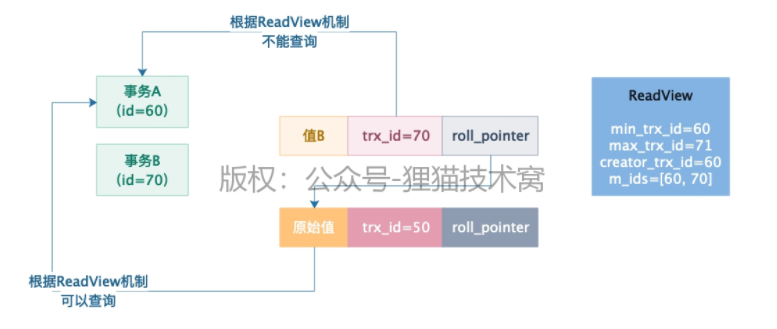 根据ReadView机制
不能查询
事务A
（id=60）
事务B
（id=70）
值B
trx_id=70
roll_pointer
版权：公众号-狸猫技术窝
原始值
trx_id=50
roll_pointer
根据ReadView机制
可以查询
ReadView
min_trx_id=60
max_trx_id=71
creator_trx_id=60
m_ids=[60, 70]